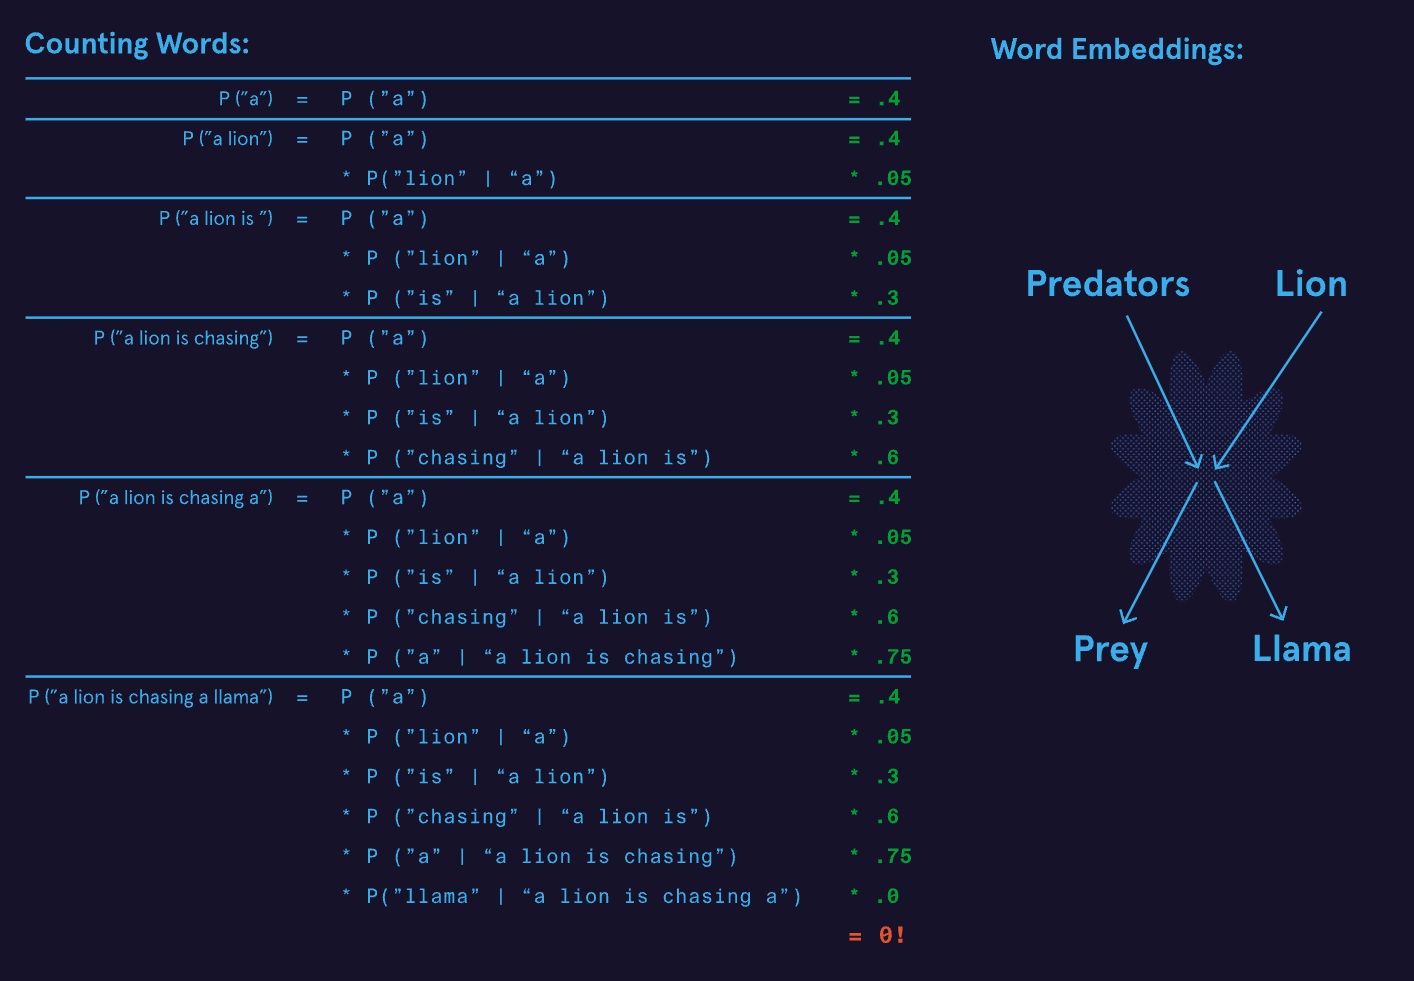 Counting Words:
P (”a”) = P (”a”) = .4
P (”a lion”) = P (”a”) = .4
* P(”lion” | “a”) * .05
P (”a lion is ”) = P (”a”) = .4
* P (”lion” | “a”) * .05
* P (”is” | “a lion”) * .3
P (”a lion is chasing”) = P (”a”) = .4
* P (”lion” | “a”) * .05
* P (”is” | “a lion”) * .3
* P (”chasing” | “a lion is”) * .6
P (”a lion is chasing a”) = P (”a”) = .4
* P (”lion” | “a”) * .05
* P (”is” | “a lion”) * .3
* P (”chasing” | “a lion is”) * .6
* P (”a” | “a lion is chasing”) * .75
P (”a lion is chasing a llama”) = P (”a”) = .4
* P (”lion” | “a”) * .05
* P (”is” | “a lion”) * .3
* P (”chasing” | “a lion is”) * .6
* P (”a” | “a lion is chasing”) * .75
* P(”llama” | “a lion is chasing a”) * .0
= 0!
Word Embeddings:
Predators Lion
Prey Llama